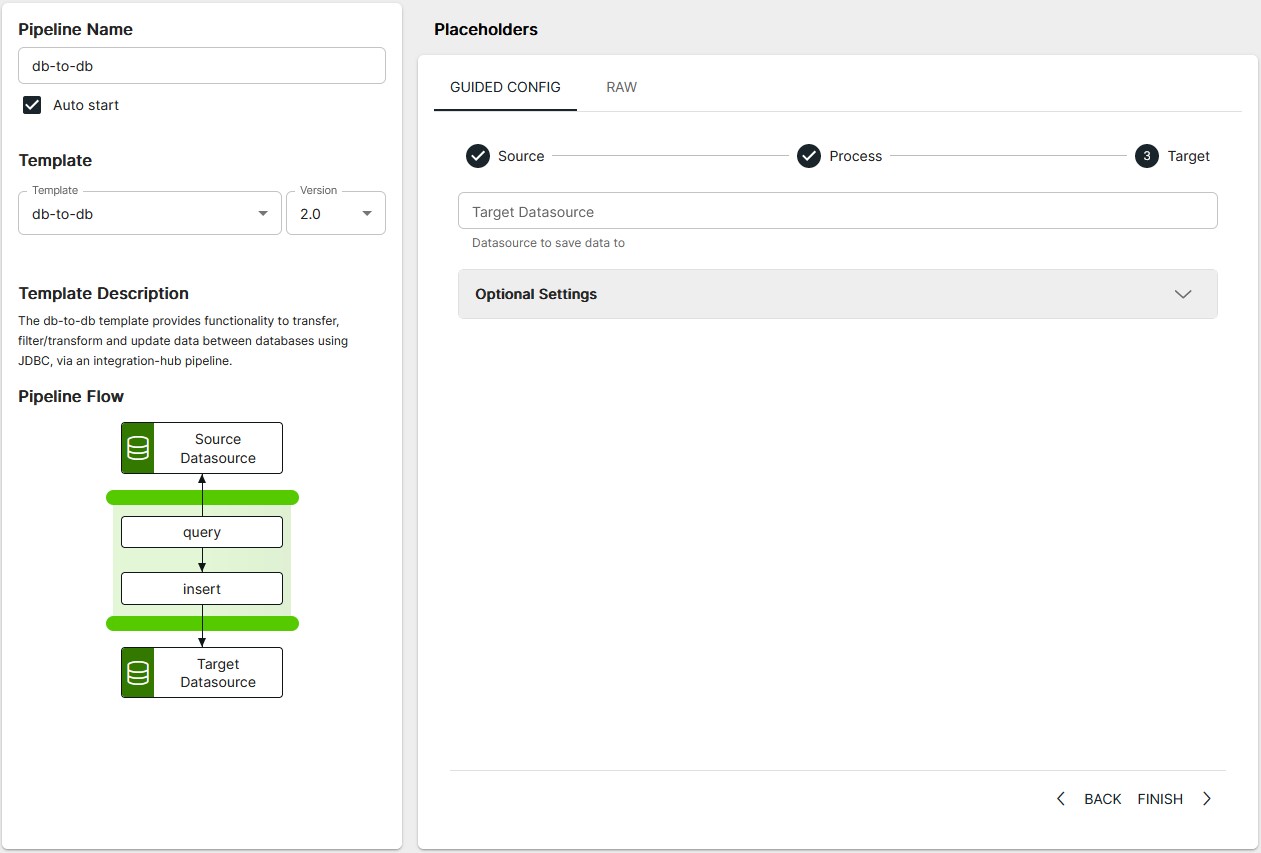 Pipeline Name
db-to-db
Auto start
Template
Template
db-to-db
Version
2.0
Template Description
The db-to-db template provides functionality to transfer,
filter/transform and update data between databases using
JDBC, via an integration-hub pipeline.
Pipeline Flow
Source
Datasource
query
insert
Target
Datasource
Placeholders
GUIDED CONFIG
RAW
Source
Process
3 Target
Target Datasource
Datasource to save data to
Optional Settings
BACK
FINISH